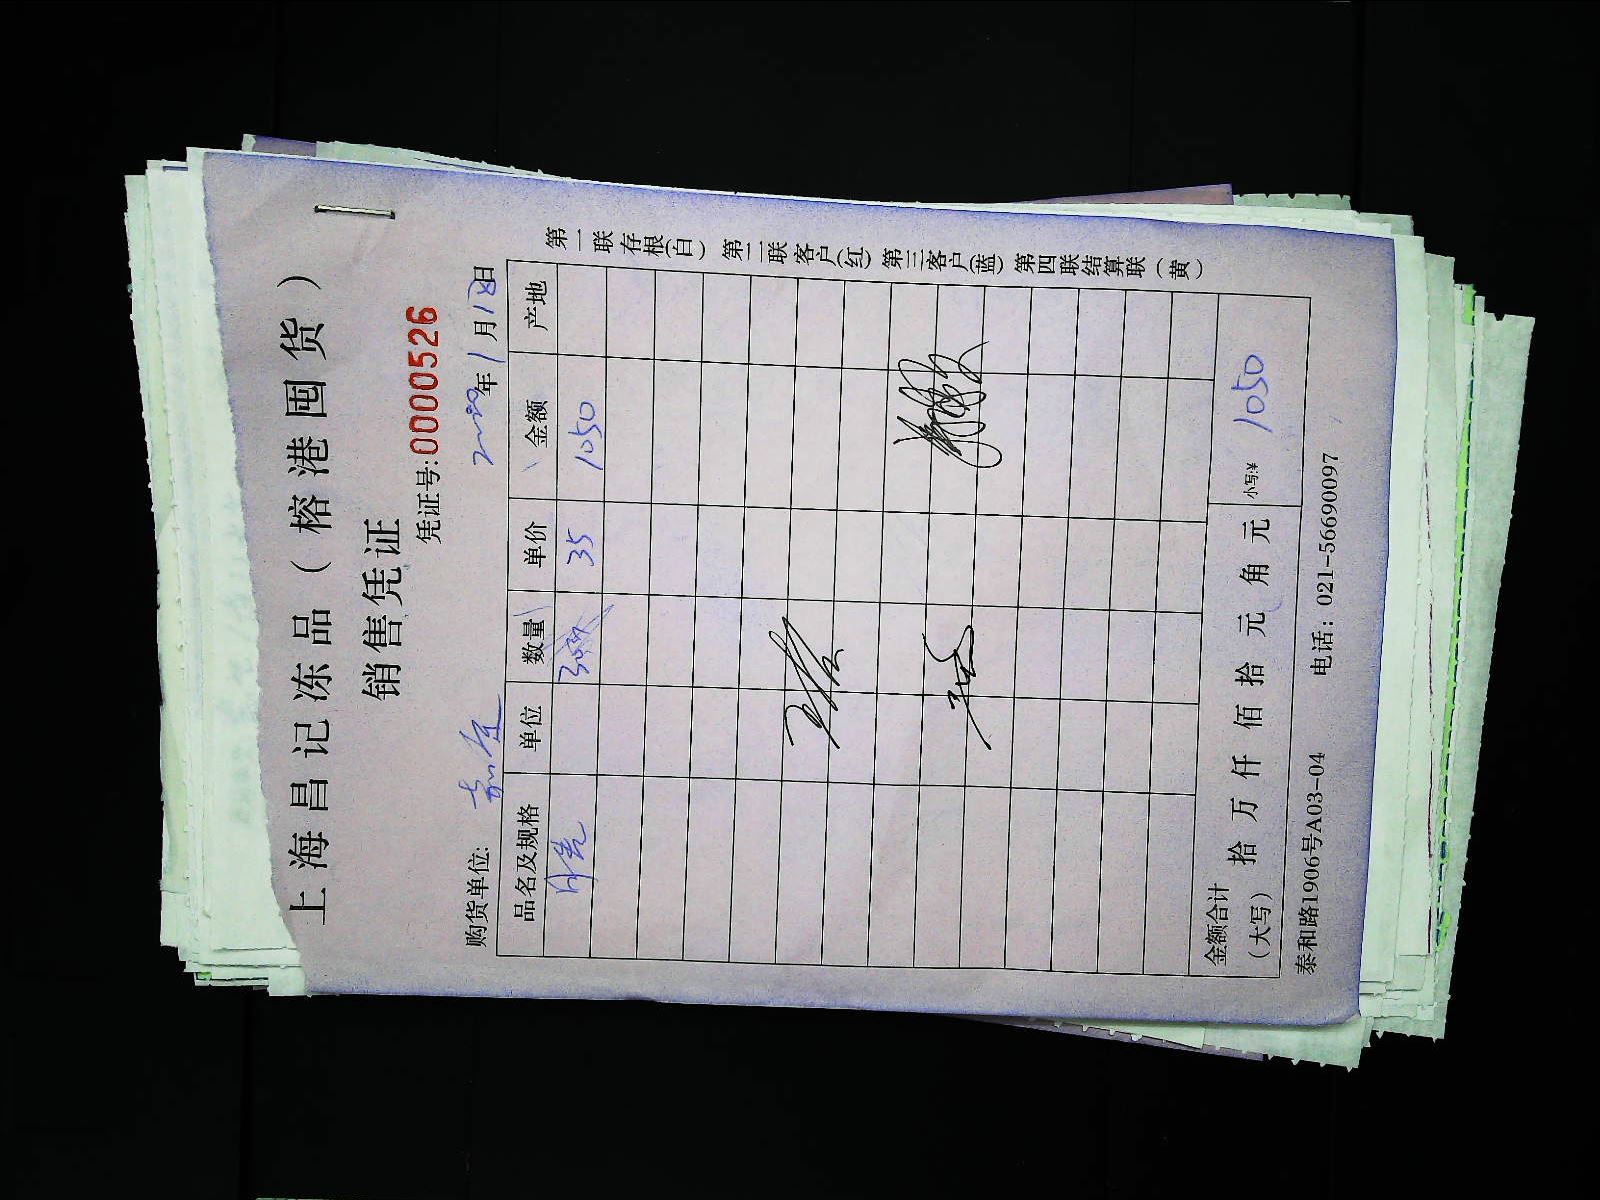 上海昌记冻品（榕港囤货）
销售凭证
凭证号:0000526
购货单位: 2020年1月18日
品名及规格 单位 数量 单价 金额 产地
35 1050
金额合计（大写） 拾 万 仟 佰 拾 元 角 元 小写:¥ 1050
泰和路1906号A03-04 电话: 021-56690097
第一联存根(白) 第二联客户(红) 第三客户(蓝) 第四联结算联（黄）